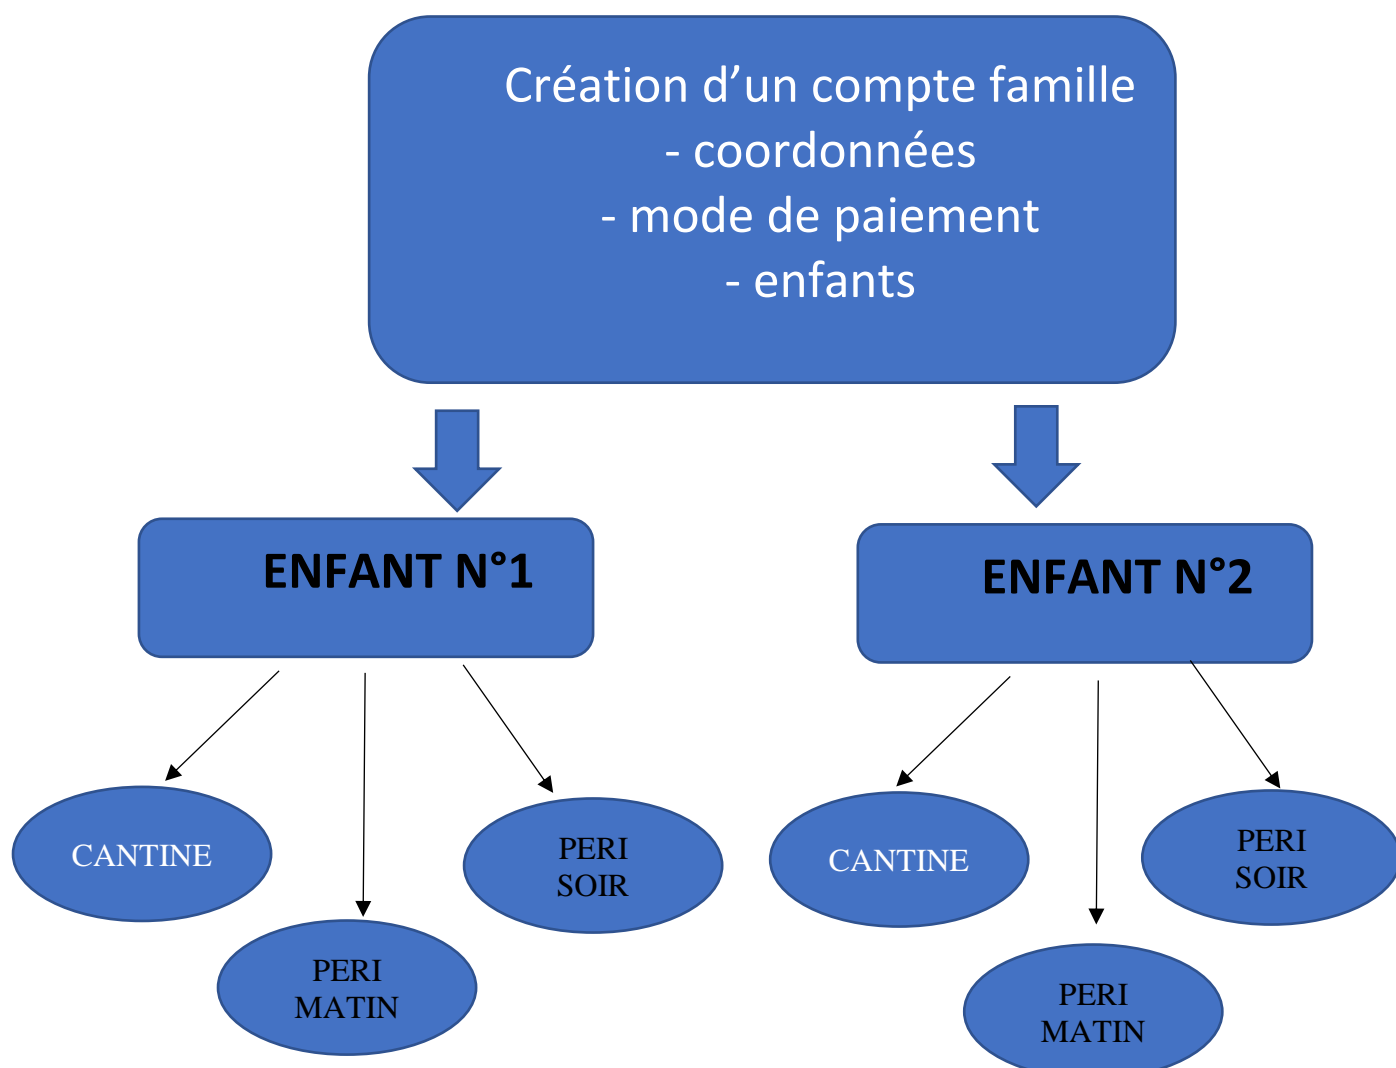 Création d’un compte famille
- coordonnées
- mode de paiement
- enfants
ENFANT N°1
ENFANT N°2
CANTINE
PERI
SOIR
PERI
MATIN
CANTINE
PERI
SOIR
PERI
MATIN